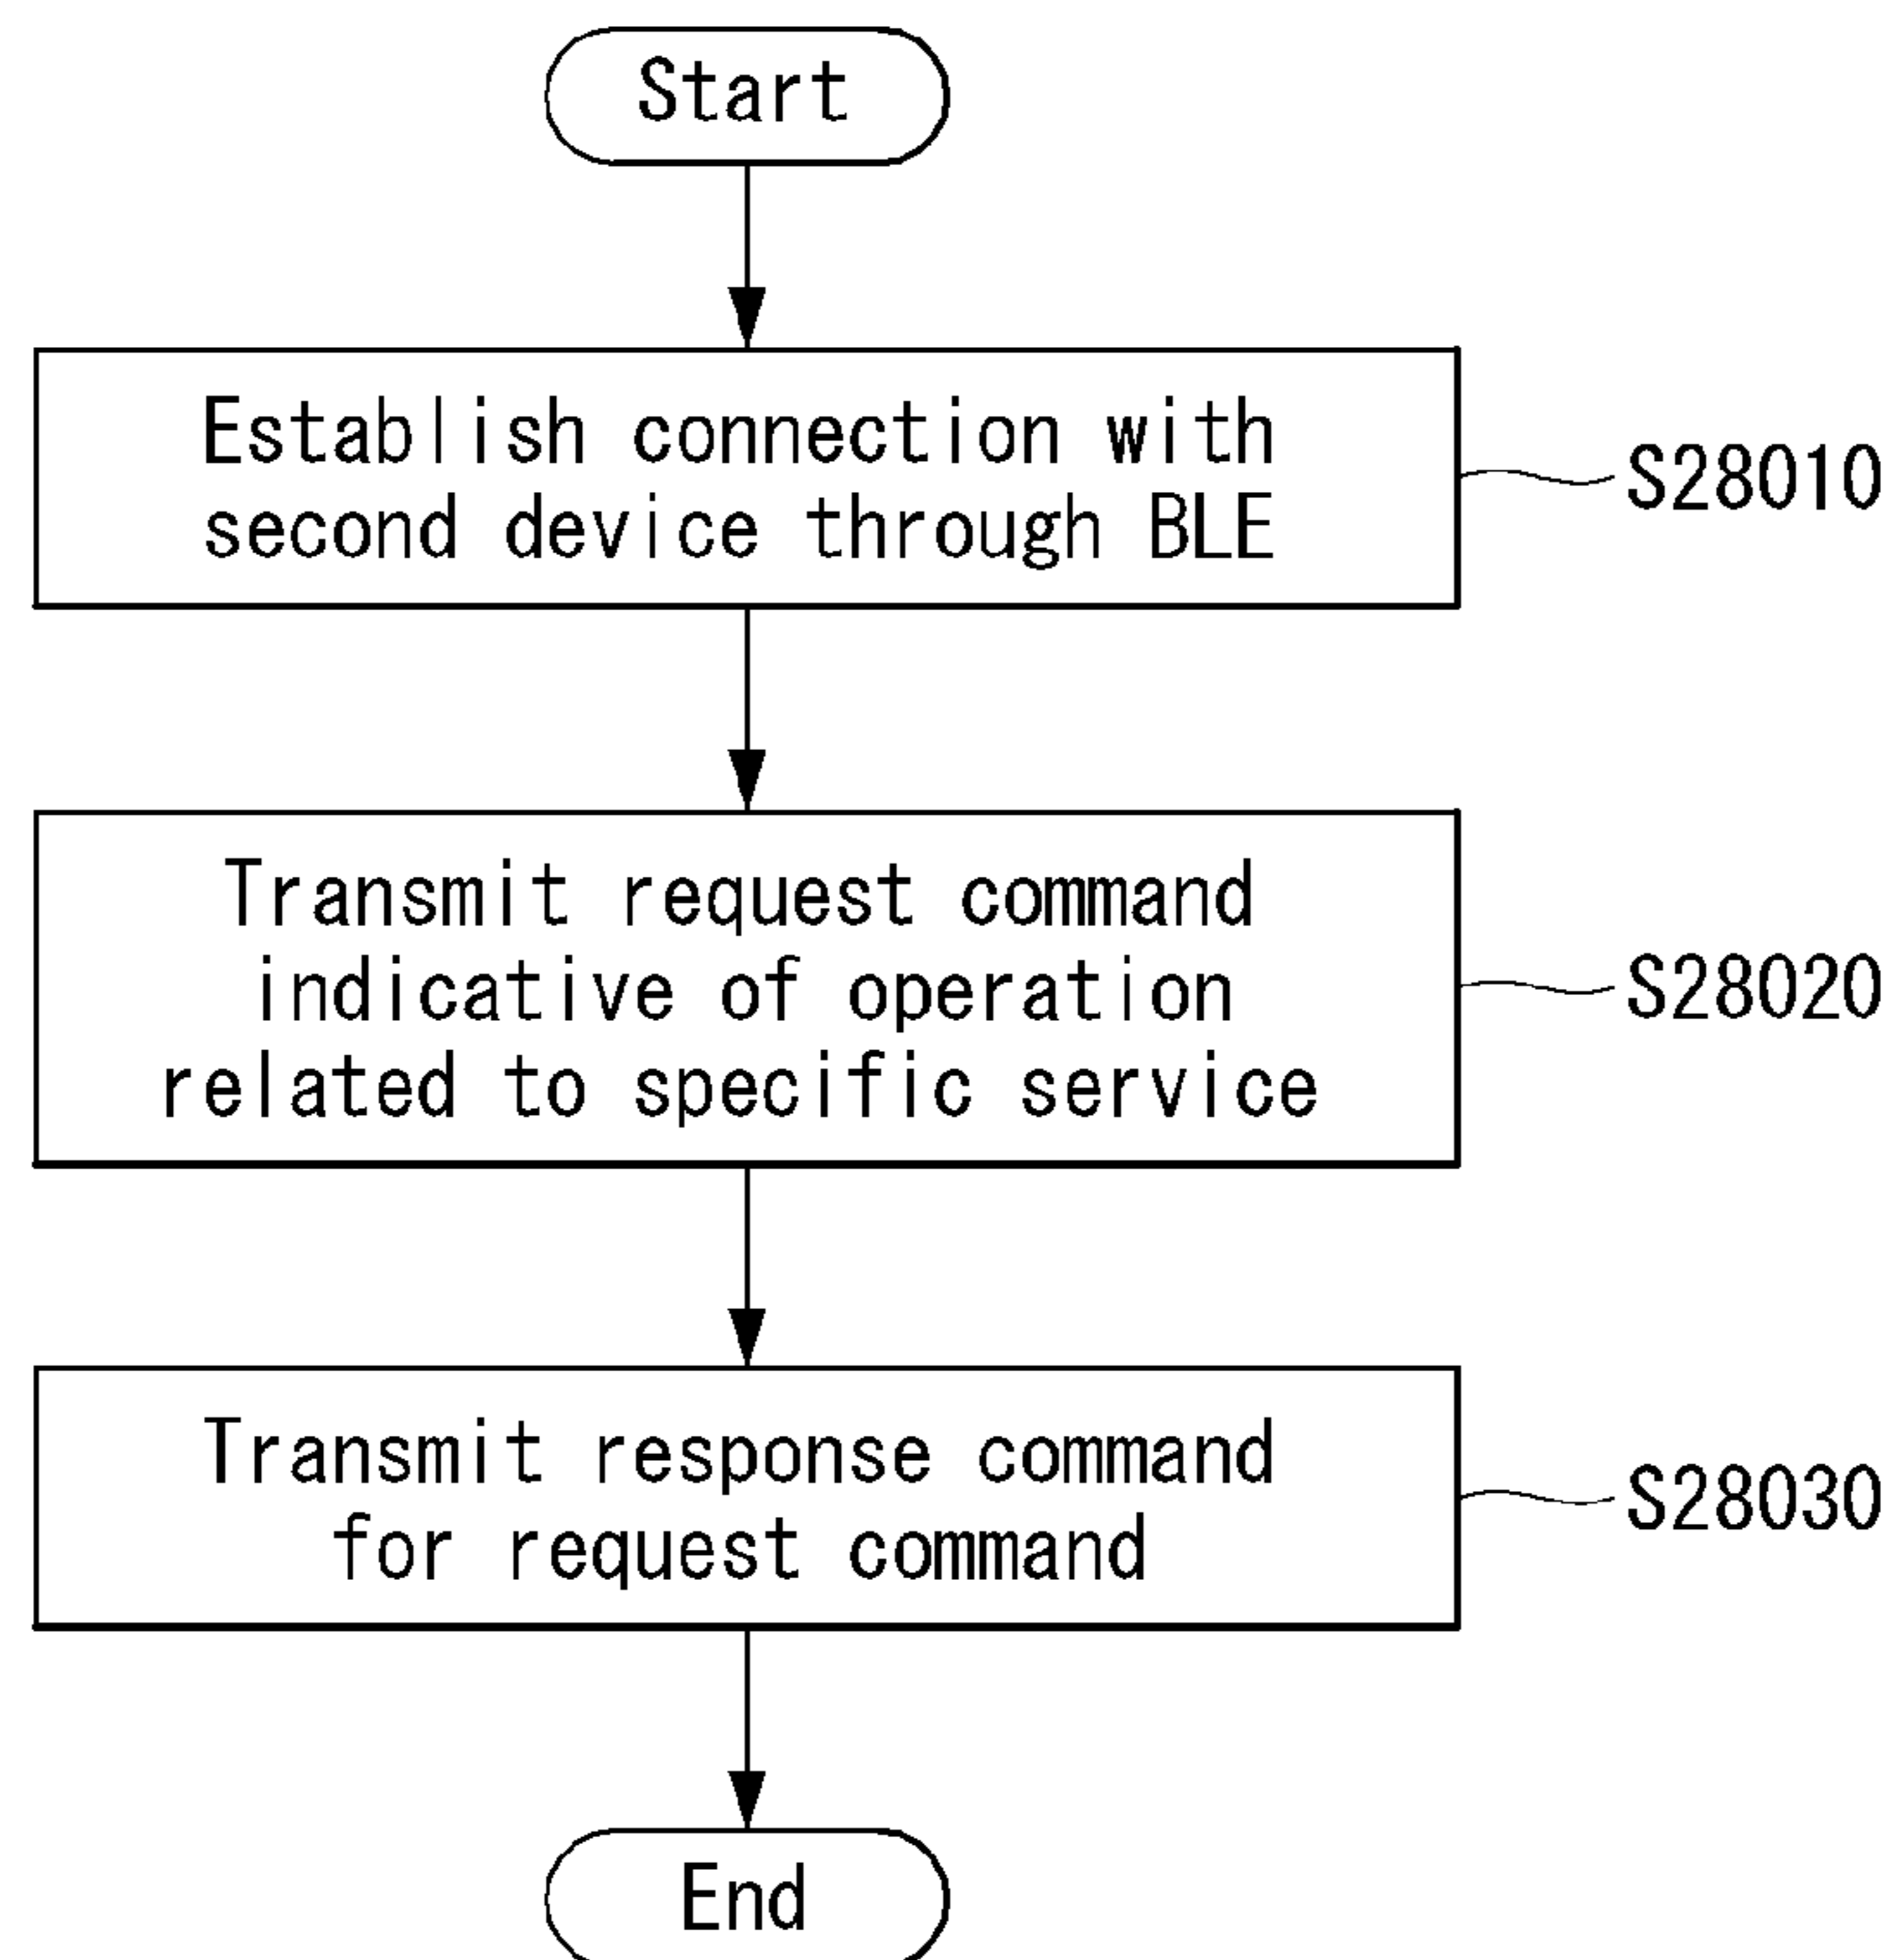 Start
Establish connection with
second device through BLE
S28010
Transmit request command
indicative of operation
related to specific service
S28020
Transmit response command
for request command
S28030
End